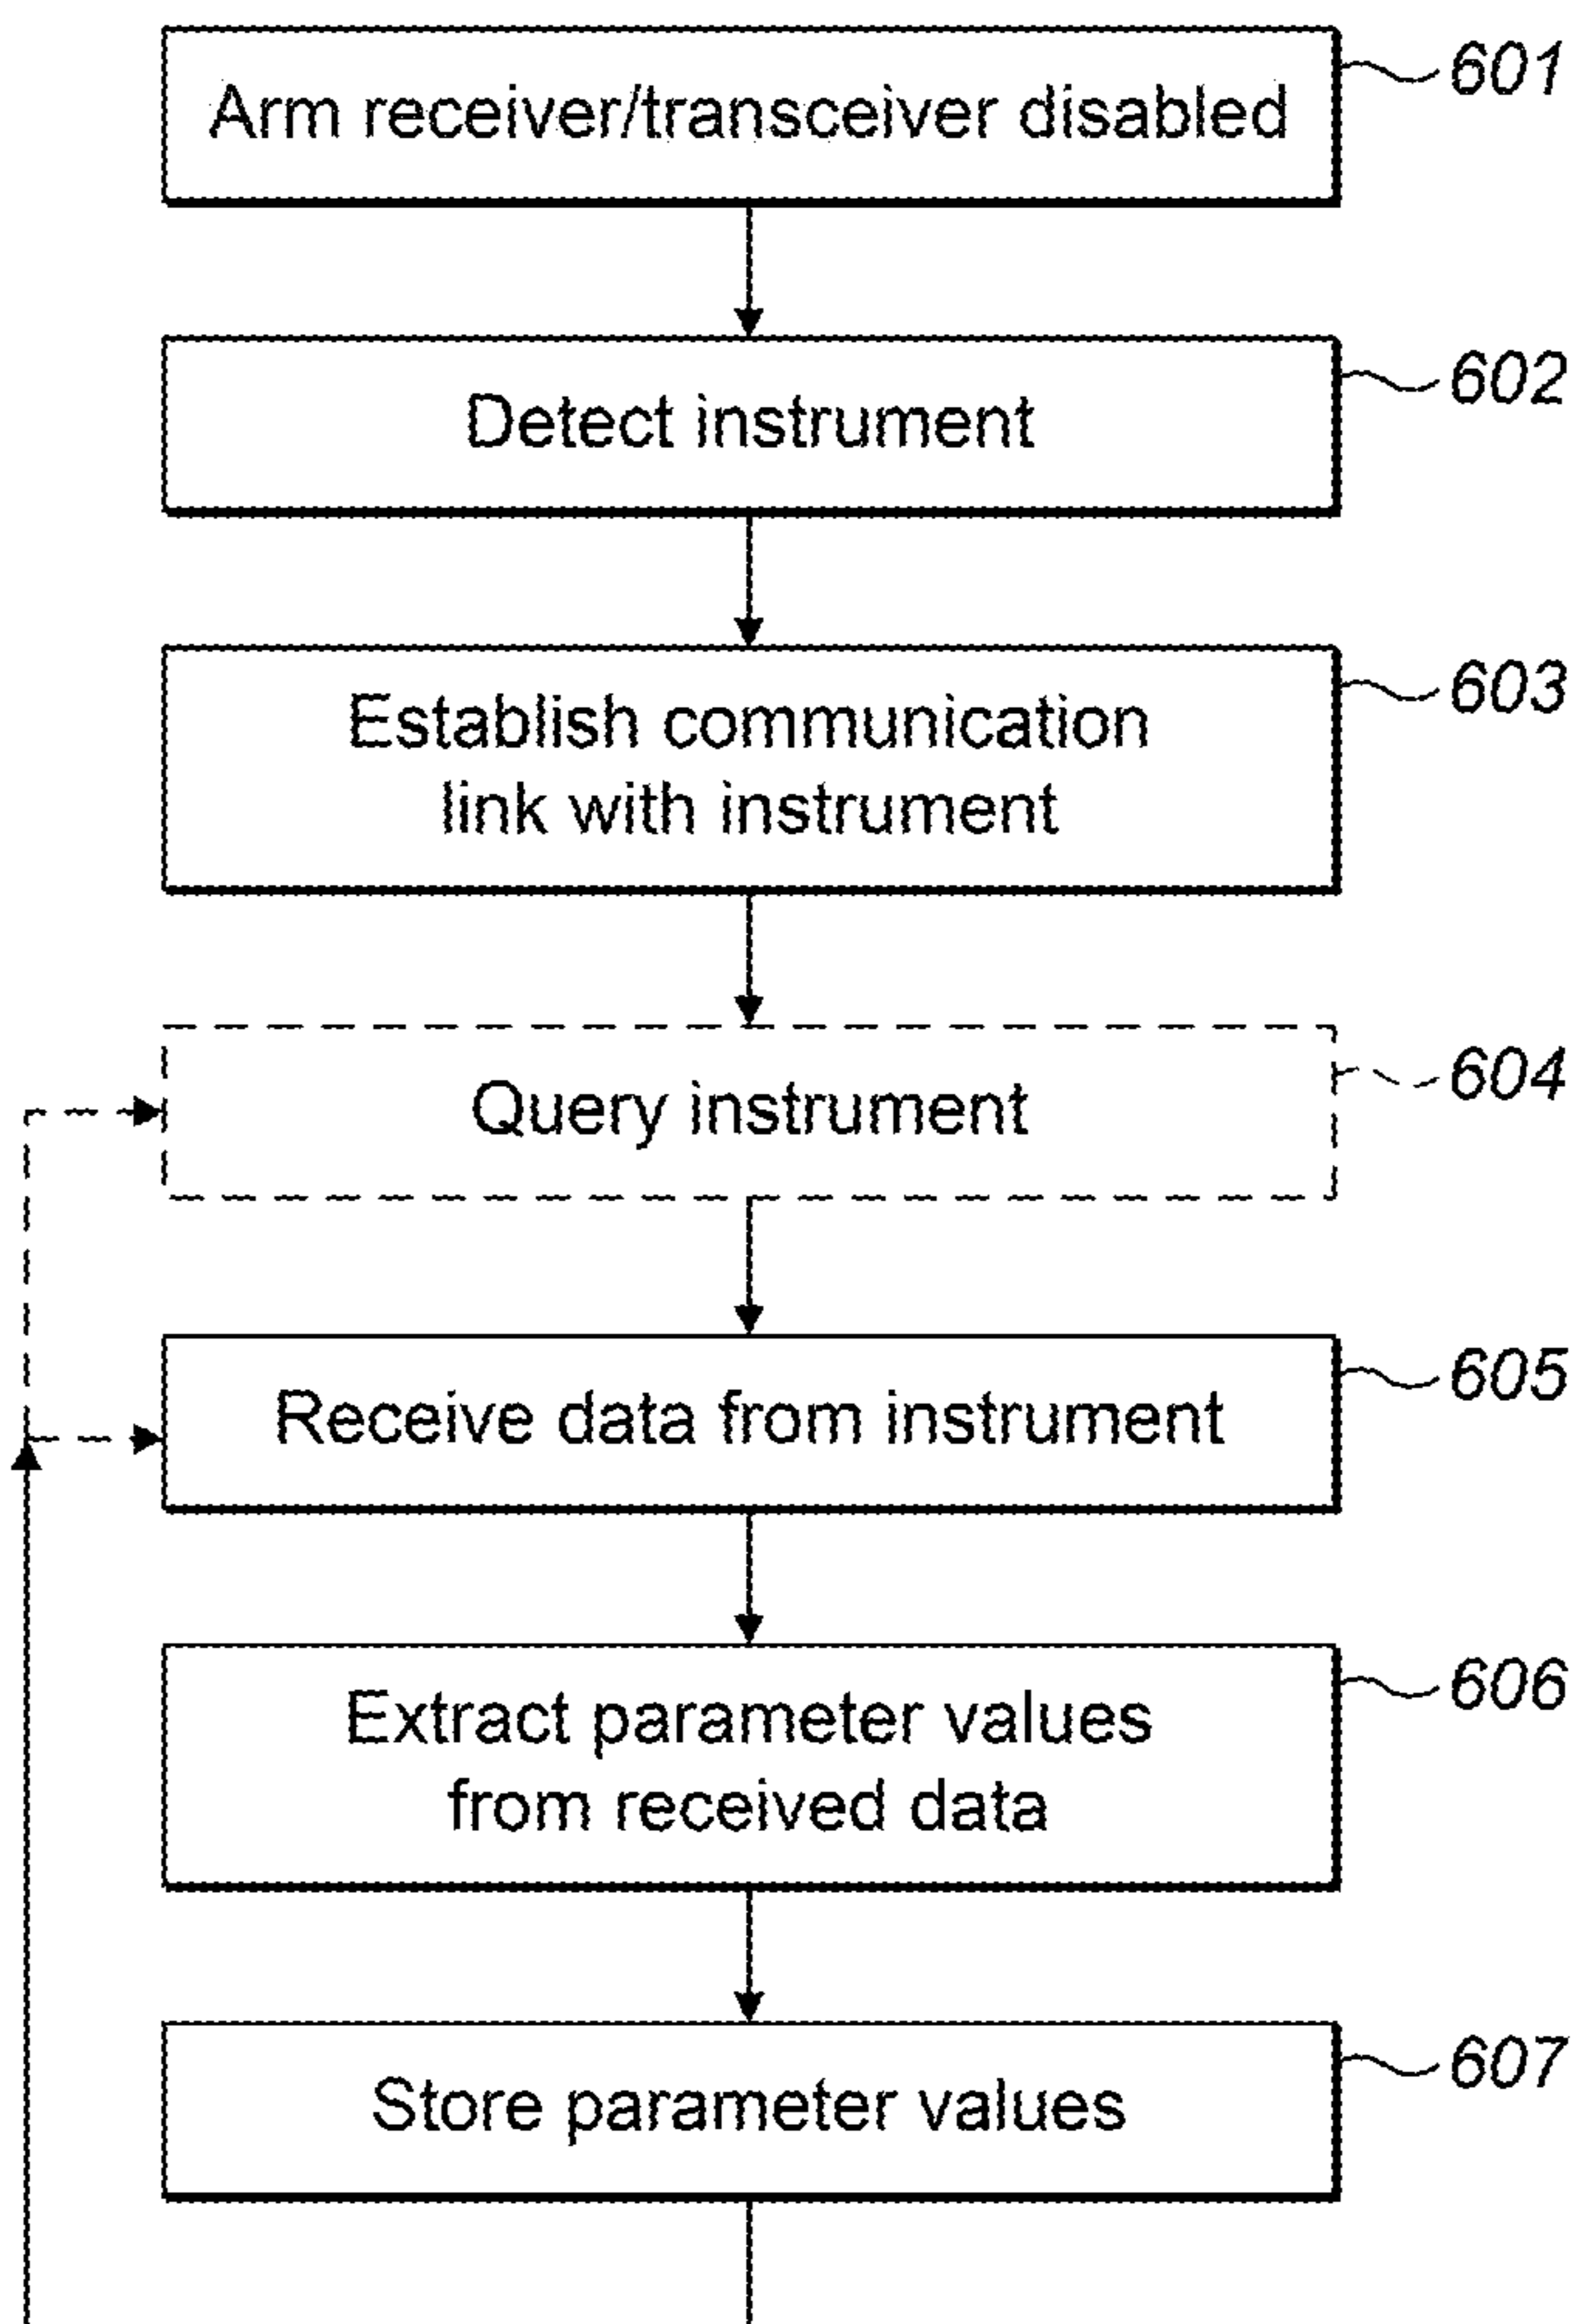 Arm receiver/transceiver disabled
601
Detect instrument
602
Establish communication
link with instrument
603
Query instrument
604
Receive data from instrument
605
Extract parameter values
from received data
606
Store parameter values
607